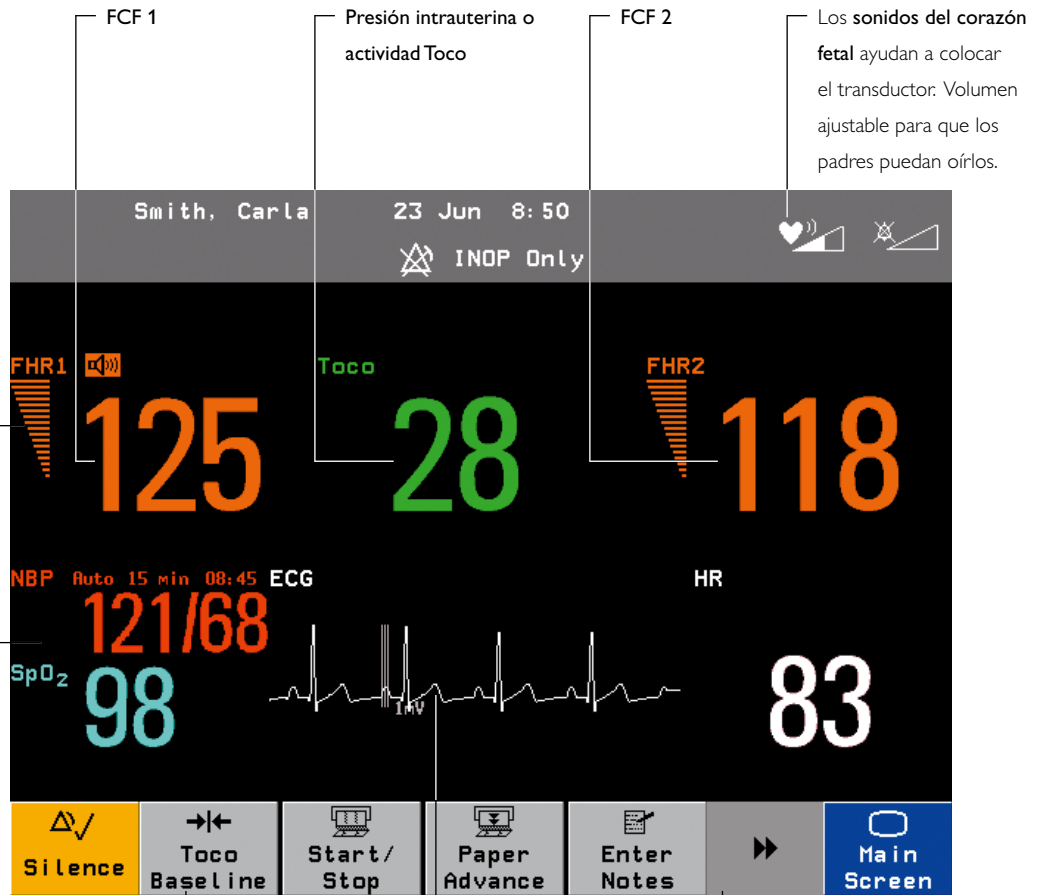 FCF 1
Presión intrauterina o
actividad Toco
FCF 2
Los sonidos del corazón
fetal ayudan a colocar
el transductor. Volumen
ajustable para que los
padres puedan oírlos.
Smith, Carla 23 Jun 8:50
INOP Only
FHR1 Toco FHR2
125 28 118
NBP Auto 15 min 08:45 ECG HR
121/68
SpO2 98 83
1mV
Silence
Toco
Baseline
Start/
Stop
Paper
Advance
Enter
Notes
Main
Screen